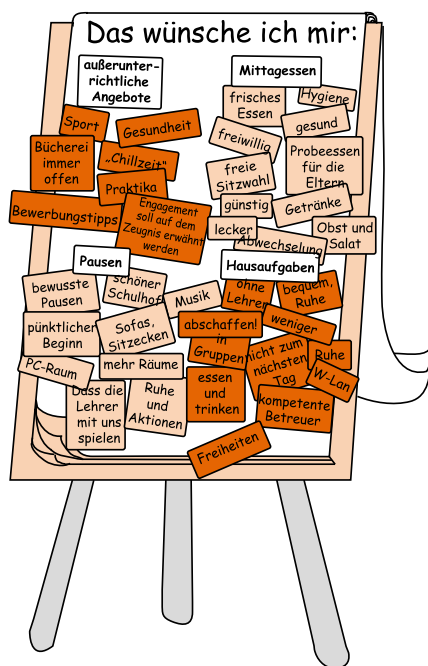 Das wünsche ich mir:
außerunter-
richtliche
Angebote
Sport
Gesundheit
Bücherei
immer
offen
„Chillzeit“
Praktika
Bewerbungstipps
Engagement
soll auf dem
Zeugnis erwähnt
werden
Mittagessen
frisches
Essen
Hygiene
freiwillig
gesund
freie
Sitzwahl
Probeessen
für die
Eltern
günstig
Getränke
lecker
Abwechselung
Obst und
Salat
Pausen
bewusste
Pausen
schöner
Schulhof
Musik
pünktlicher
Beginn
Sofas,
Sitzecken
PC-Raum
mehr Räume
Dass die
Lehrer
mit uns
spielen
Ruhe
und
Aktionen
Hausaufgaben
ohne
Lehrer
bequem,
Ruhe
abschaffen!
weniger
in
Gruppen
nicht zum
nächsten
Tag
Ruhe
W-Lan
essen
und
trinken
kompetente
Betreuer
Freiheiten